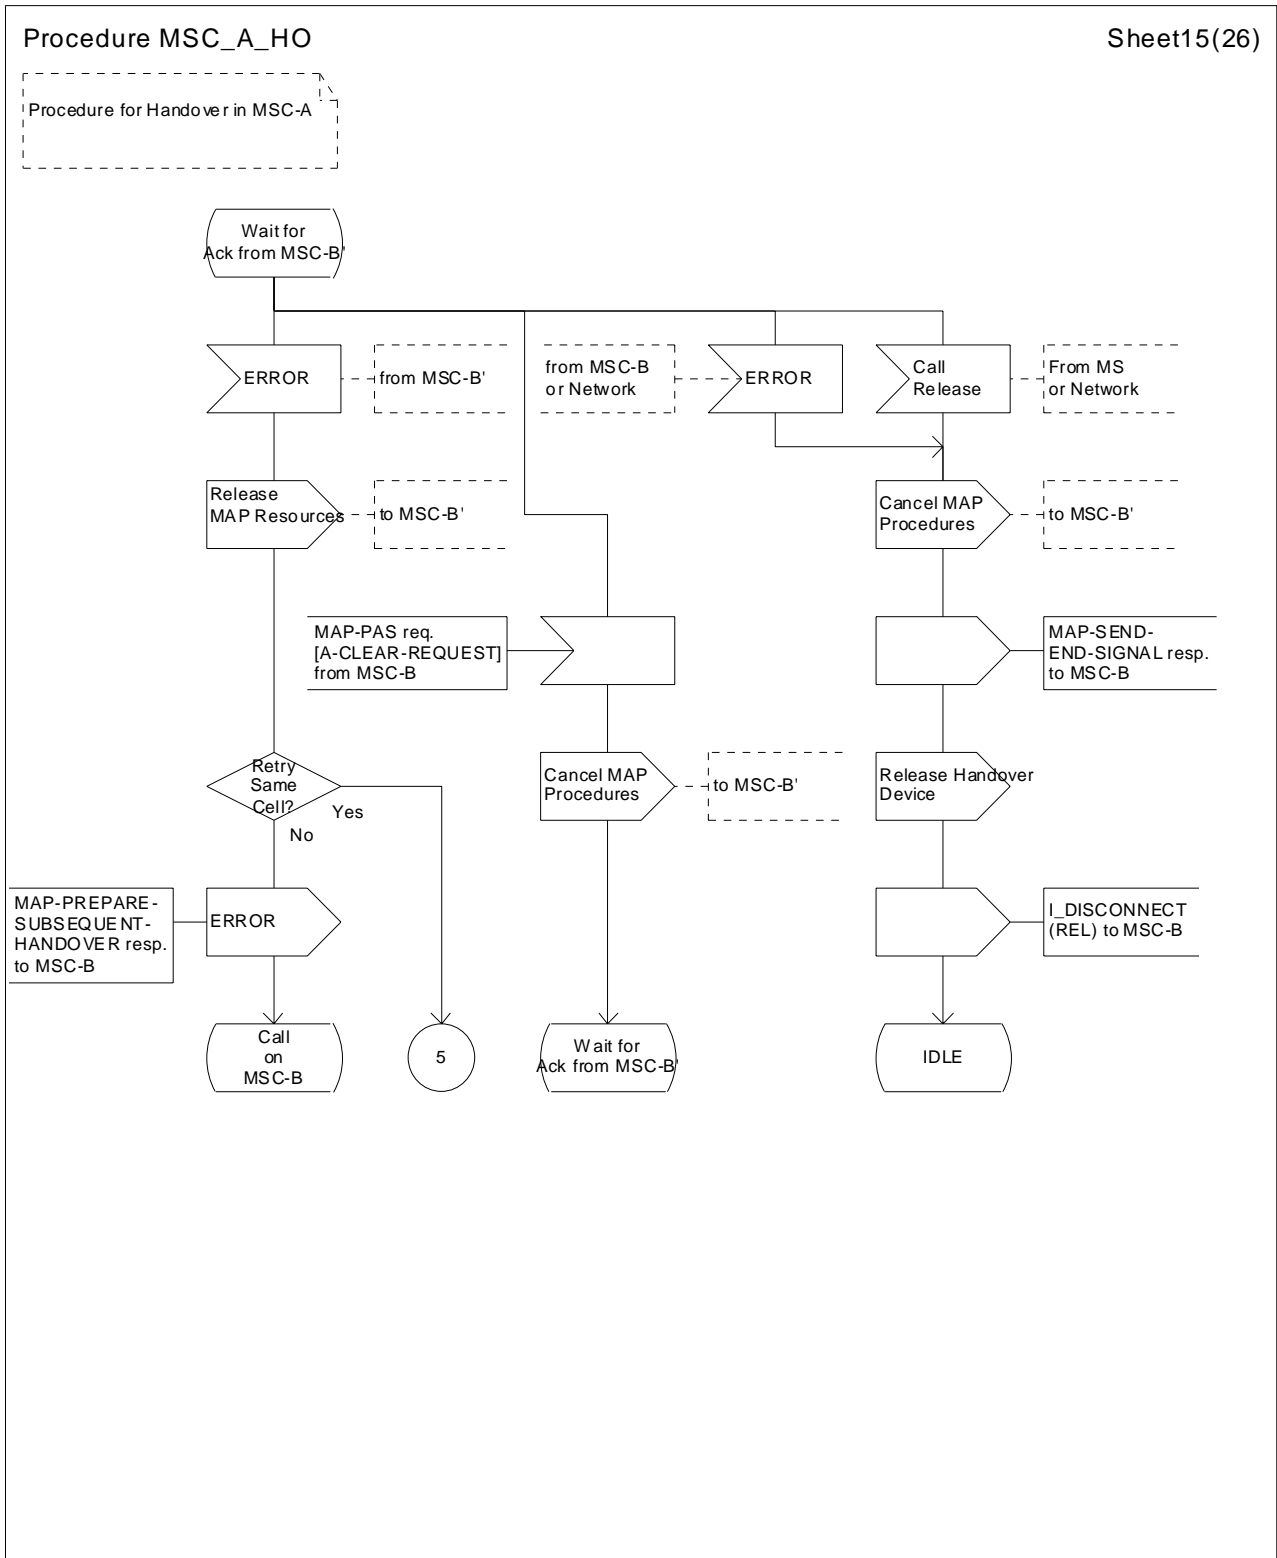 Procedure MSC_A_HO
Sheet15(26)
Procedure for Handover in MSC-A
Wait for
Ack from MSC-B'
ERROR
from MSC-B'
from MSC-B
or Network
ERROR
Call
Release
From MS
or Network
Release
MAP Resources
to MSC-B'
Cancel MAP
Procedures
to MSC-B'
MAP-PAS req.
[A-CLEAR-REQUEST]
from MSC-B
MAP-SEND-
END-SIGNAL resp.
to MSC-B
Retry
Same
Cell?
Yes
No
Cancel MAP
Procedures
to MSC-B'
Release Handover
Device
MAP-PREPARE-
SUBSEQUENT-
HANDOVER resp.
to MSC-B
ERROR
I_DISCONNECT
(REL) to MSC-B
Call
on
MSC-B
5
Wait for
Ack from MSC-B'
IDLE